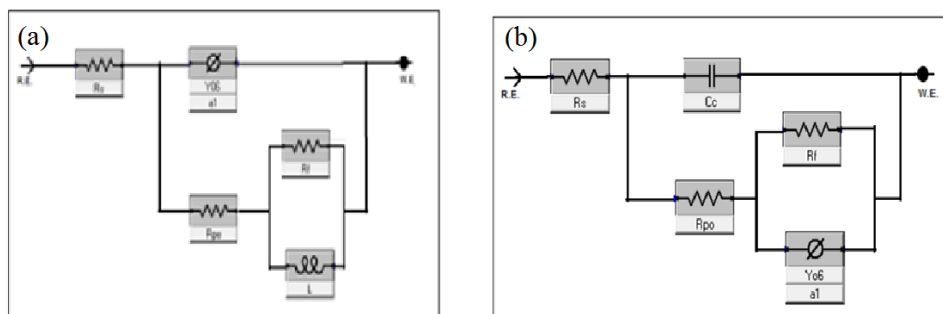 (a)
R.E.
Rs
Y06
a1
W.E.
Rf
Rpo
L
(b)
R.E.
Rs
Cc
W.E.
Rf
Rpo
Yo6
a1